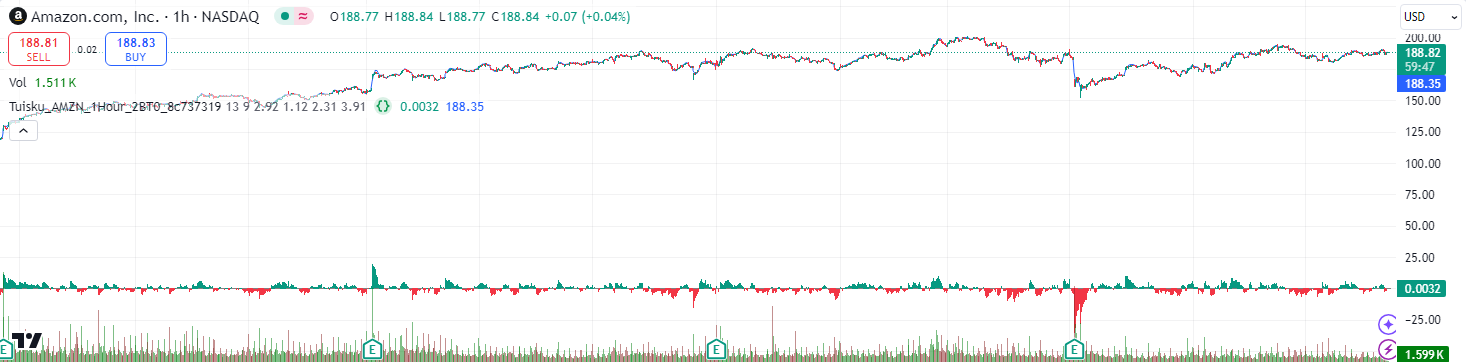 a Amazon.com, Inc. · 1h · NASDAQ ≈ O188.77 H188.84 L188.77 C188.84 +0.07 (+0.04%) USD
188.81 SELL 0.02 188.83 BUY
200.00
188.82
59:47
188.35
Vol 1.511 K
Tuisku_AMZN_1Hour_2BT0_8c737319 13 9 2.92 1.12 2.31 3.91 {} 0.0032 188.35
150.00
125.00
100.00
75.00
50.00
25.00
0.0032
−25.00
E E E E
1.599 K